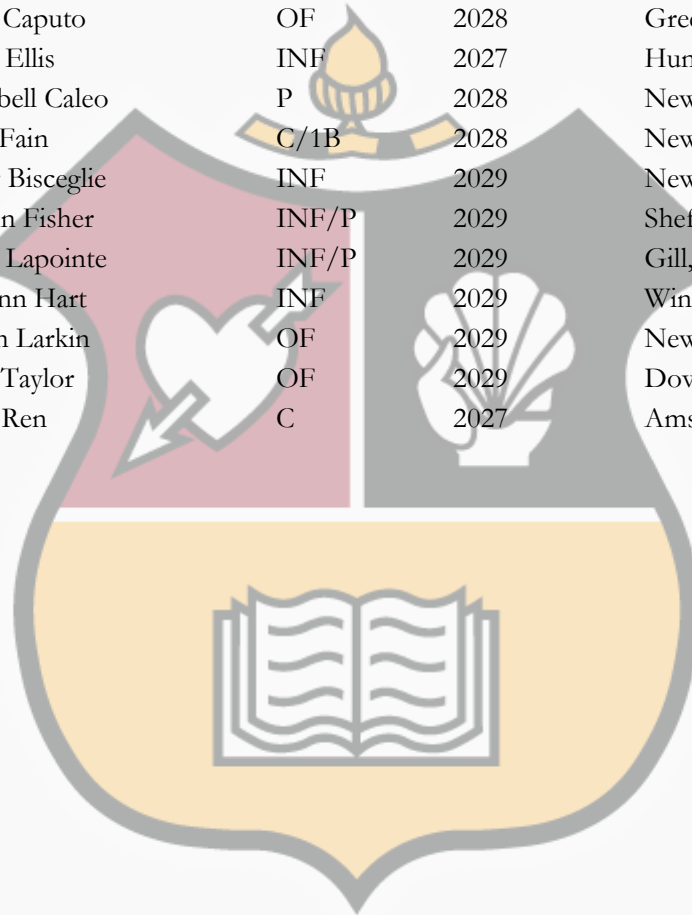 Caputo OF 2028 Gree
Ellis INF 2027 Hun
bell Caleo P 2028 New
Fain C/1B 2028 New
Bisceglie INF 2029 New
n Fisher INF/P 2029 Shef
Lapointe INF/P 2029 Gill,
nn Hart INF 2029 Win
Larkin OF 2029 New
Taylor OF 2029 Dov
Ren C 2027 Ams